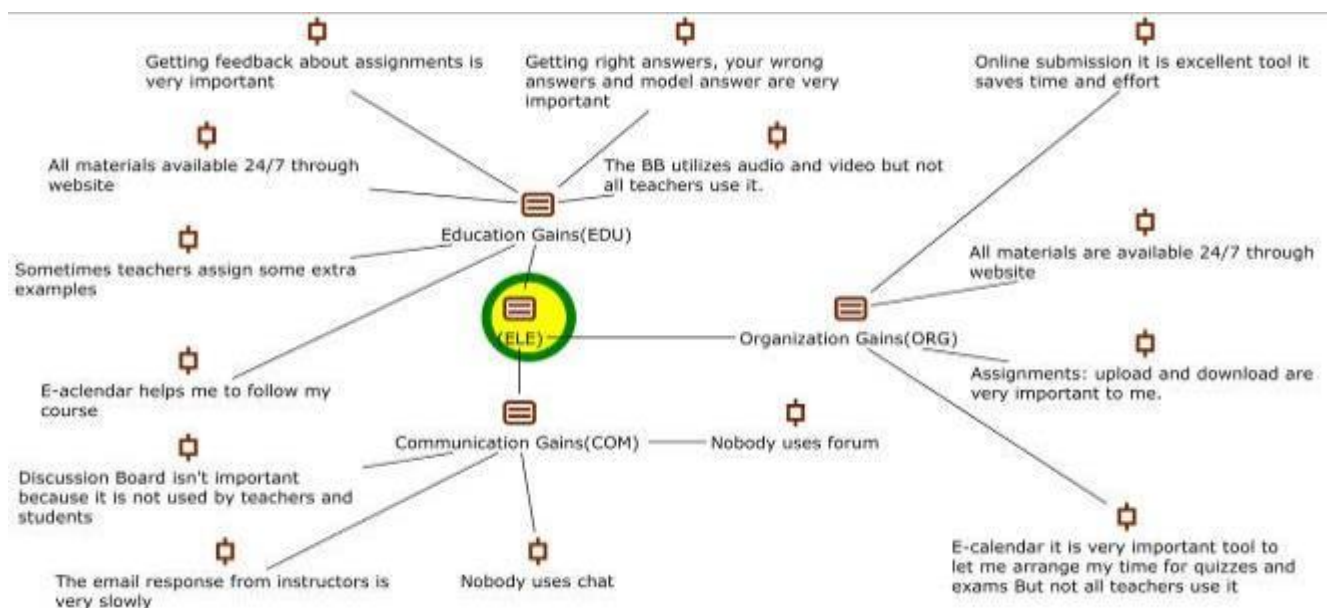 Getting feedback about assignments is
very important
Getting right answers, your wrong
answers and model answer are very
important
Online submission it is excellent tool it
saves time and effort
All materials available 24/7 through
website
The BB utilizes audio and video but not
all teachers use it.
Education Gains(EDU)
All materials are available 24/7 through
website
Sometimes teachers assign some extra
examples
(ELE)
Organization Gains(ORG)
Assignments: upload and download are
very important to me.
E-aclendar helps me to follow my
course
Communication Gains(COM)
Nobody uses forum
Discussion Board isn't important
because it is not used by teachers and
students
E-calendar it is very important tool to
let me arrange my time for quizzes and
exams But not all teachers use it
The email response from instructors is
very slowly
Nobody uses chat